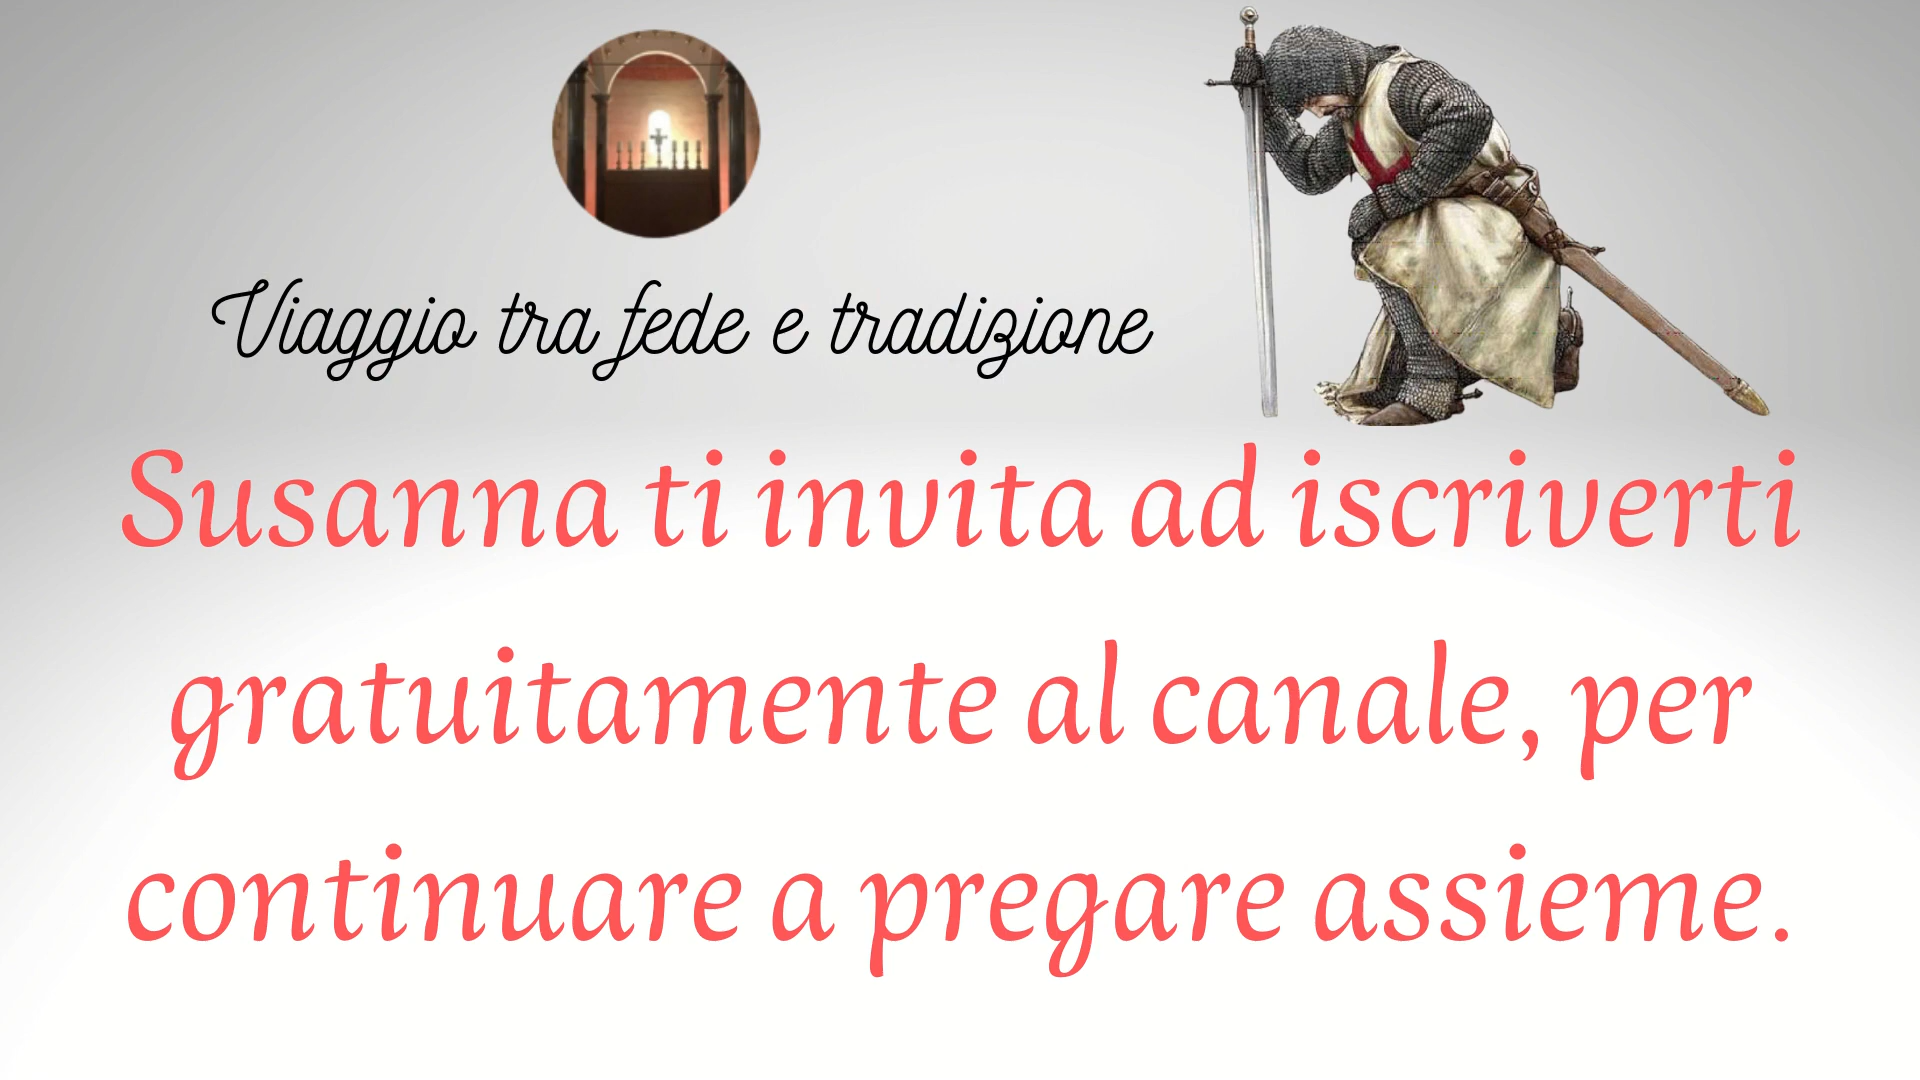 Viaggio tra fede e tradizione
Susanna ti invita ad iscriverti
gratuitamente al canale, per
continuare a pregare assieme.